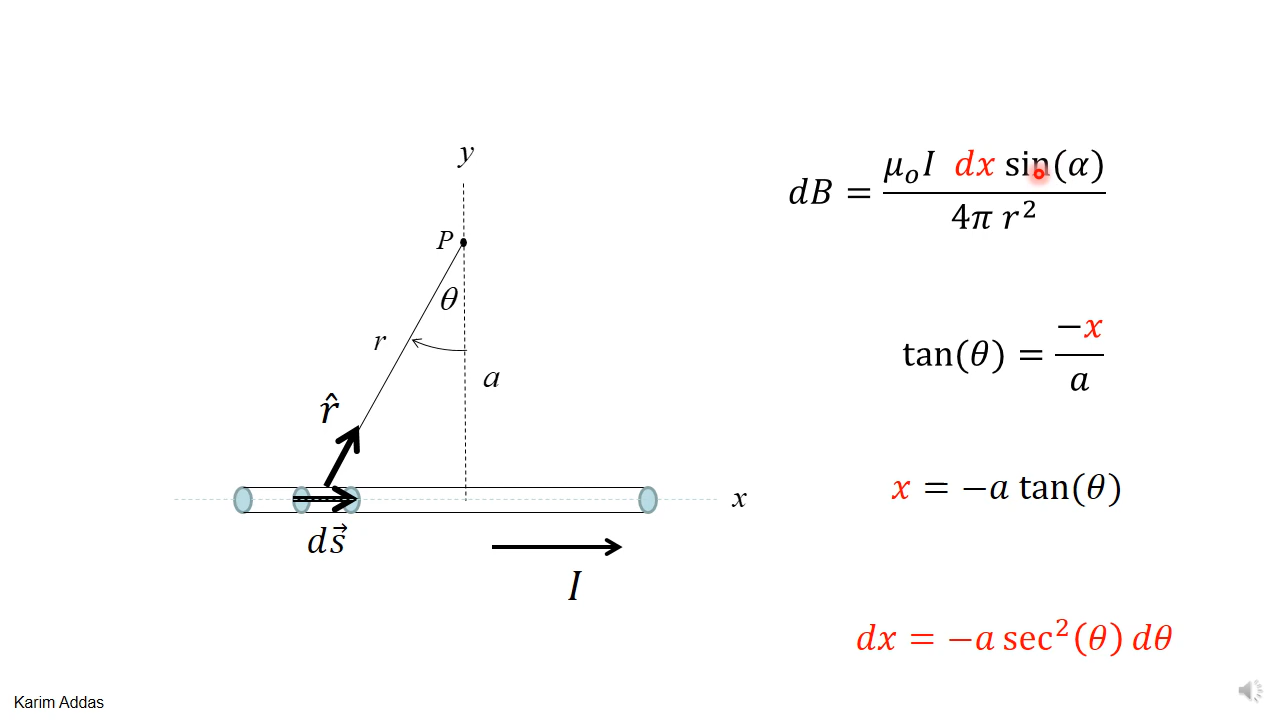 y
P
θ
r
a
r̂
x
ds⃗
I
dB = μₒI dx sin(α) / 4π r²
tan(θ) = −x / a
x = −a tan(θ)
dx = −a sec²(θ) dθ
Karim Addas